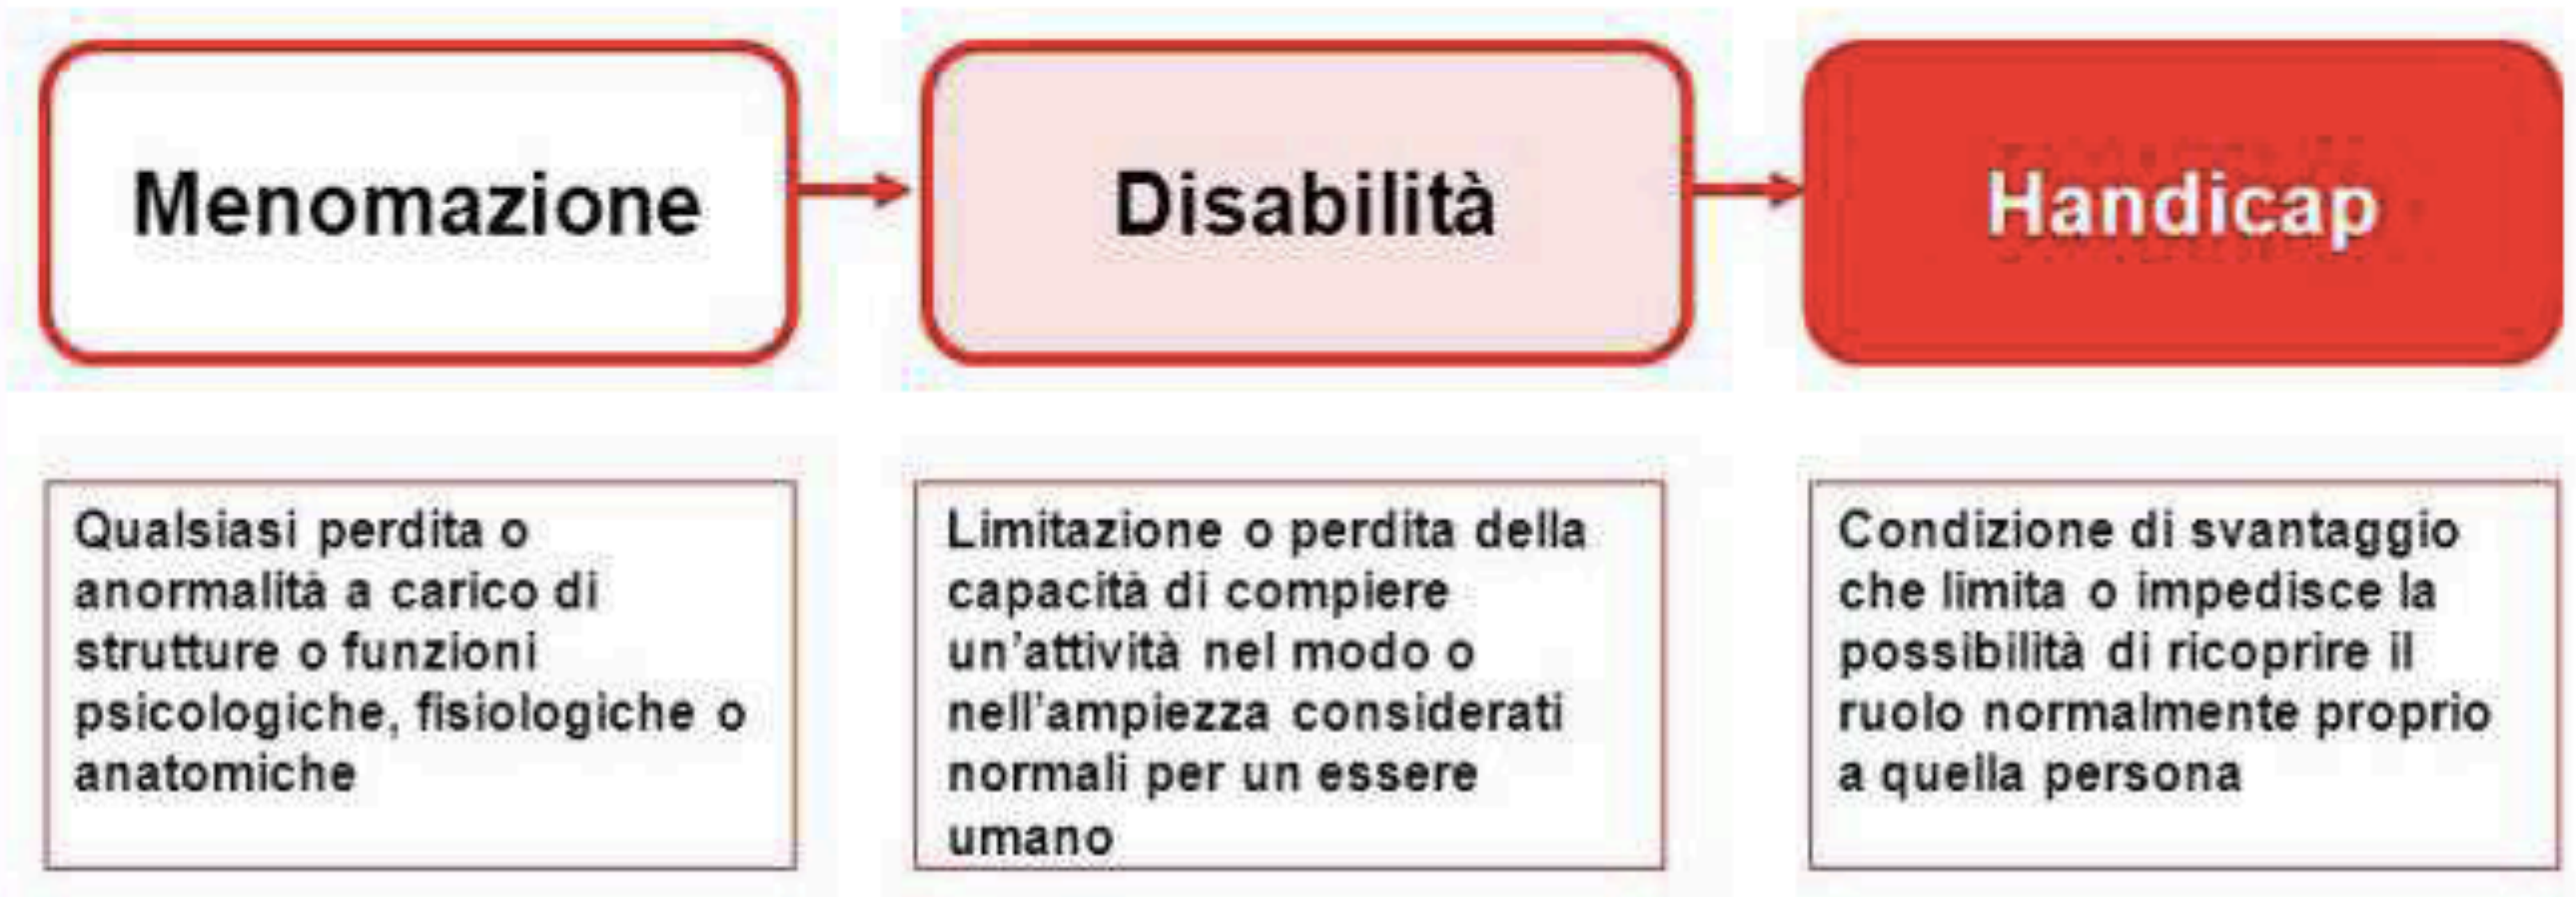 Menomazione
Disabilità
Handicap
Qualsiasi perdita o
anormalità a carico di
strutture o funzioni
psicologiche, fisiologiche o
anatomiche
Limitazione o perdita della
capacità di compiere
un'attività nel modo o
nell'ampiezza considerati
normali per un essere
umano
Condizione di svantaggio
che limita o impedisce la
possibilità di ricoprire il
ruolo normalmente proprio
a quella persona